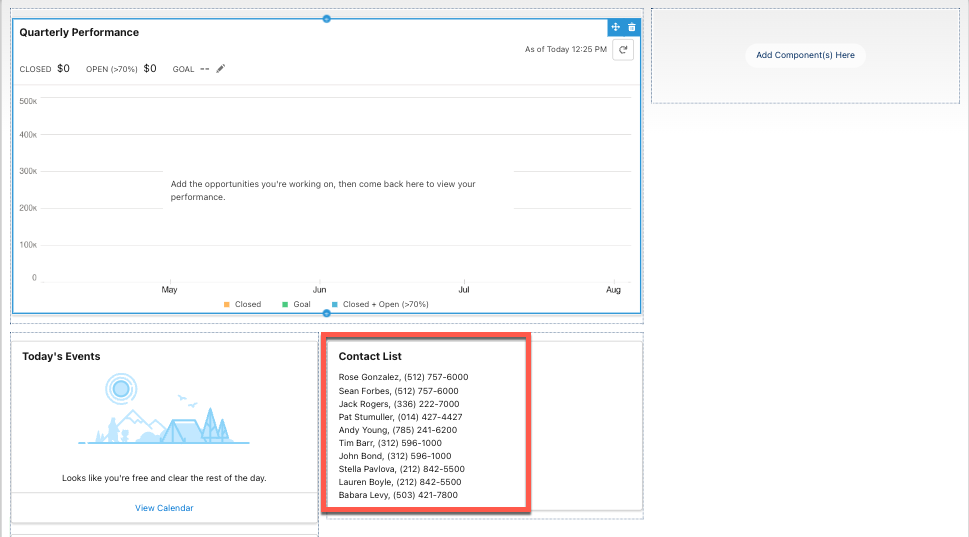 Quarterly Performance
As of Today 12:25 PM
CLOSED $0 OPEN (>70%) $0 GOAL --
500K
400K
300K
200K
100K
0
Add the opportunities you're working on, then come back here to view your
performance.
May Jun Jul Aug
Closed Goal Closed + Open (>70%)
Add Component(s) Here
Today's Events
Looks like you're free and clear the rest of the day.
View Calendar
Contact List
Rose Gonzalez, (512) 757-6000
Sean Forbes, (512) 757-6000
Jack Rogers, (336) 222-7000
Pat Stumuller, (014) 427-4427
Andy Young, (785) 241-6200
Tim Barr, (312) 596-1000
John Bond, (312) 596-1000
Stella Pavlova, (212) 842-5500
Lauren Boyle, (212) 842-5500
Babara Levy, (503) 421-7800